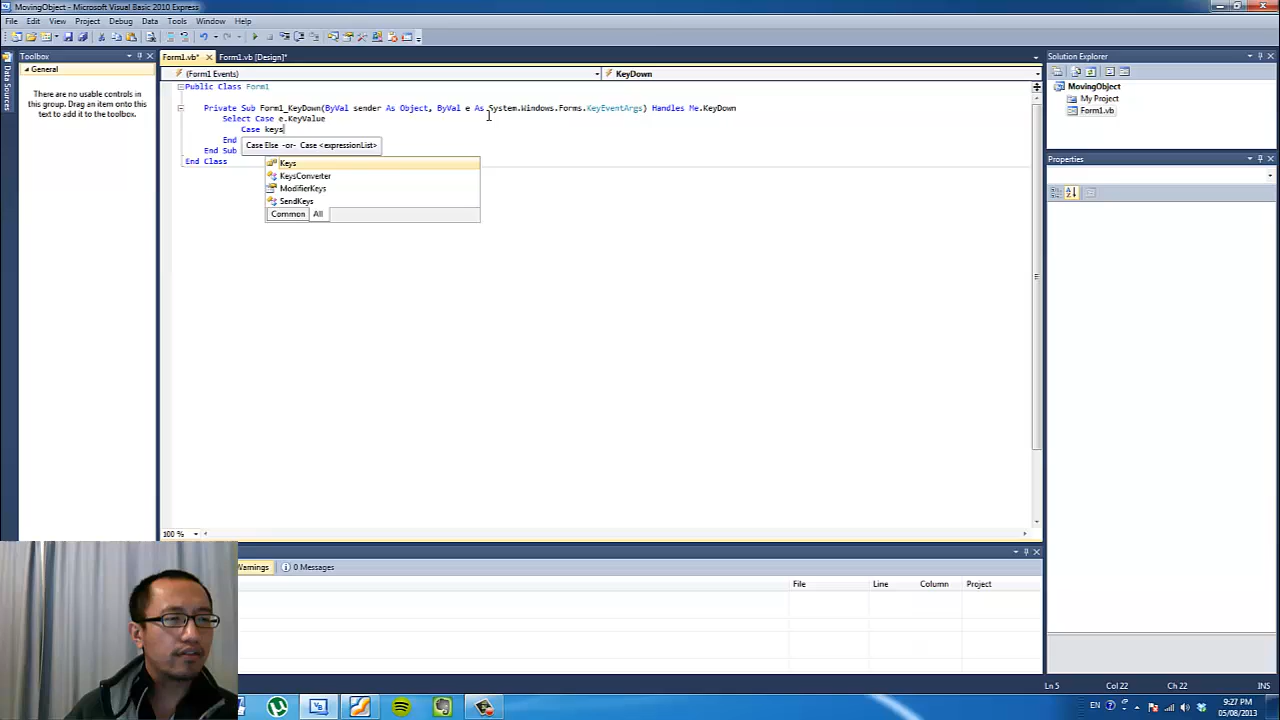 MovingObject - Microsoft Visual Basic 2010 Express
File Edit View Project Debug Data Tools Window Help
Toolbox
General
There are no usable controls in
this group. Drag an item onto this
text to add it to the toolbox.
Data Sources
Form1.vb* Form1.vb [Design]*
(Form1 Events) KeyDown
Public Class Form1
Private Sub Form1_KeyDown(ByVal sender As Object, ByVal e As System.Windows.Forms.KeyEventArgs) Handles Me.KeyDown
Select Case e.KeyValue
Case keys
End
Case Else -or- Case <expressionList>
End Sub
End Class
Keys
KeysConverter
ModifierKeys
SendKeys
Common All
100 %
Solution Explorer
MovingObject
My Project
Form1.vb
Properties
Warnings 0 Messages
File Line Column Project
Ln 5 Col 22 Ch 22 INS
EN 9:27 PM
05/08/2013